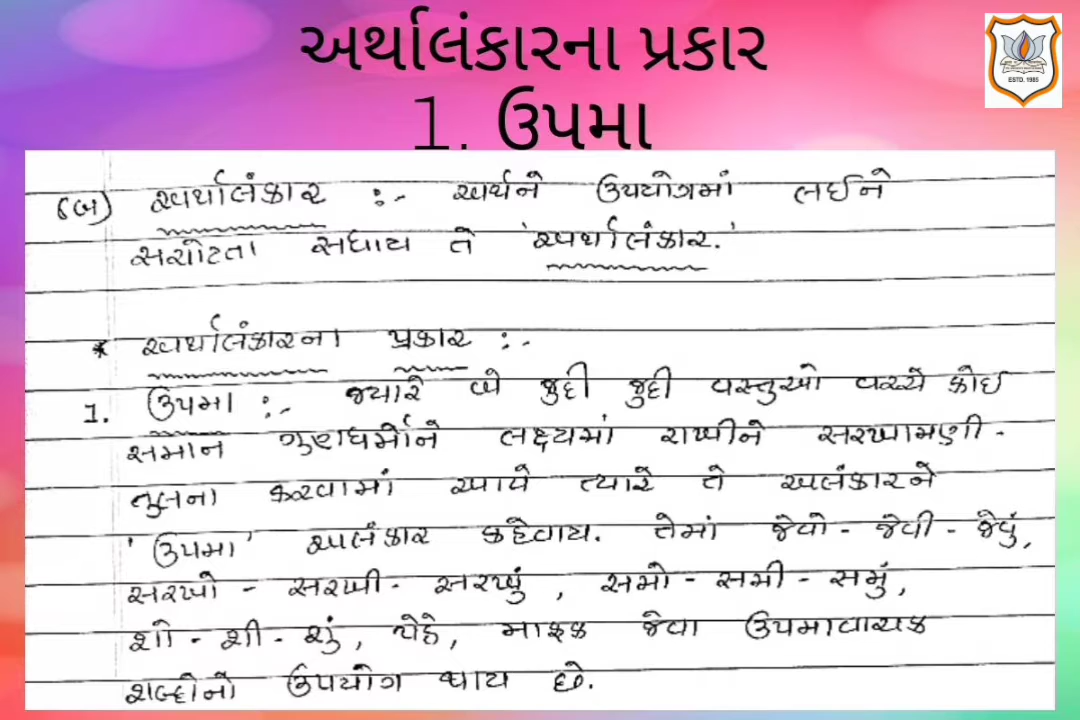 અર્થાલંકારના પ્રકાર
1. ઉપમા
ESTD. 1985
(બ) અર્થાલંકાર :- અર્થને ઉપયોગમાં લઈને
સચોટતા સધાય તે 'અર્થાલંકાર.'
* અર્થાલંકારના પ્રકાર :-
1. ઉપમા :- જ્યારે બે જુદી જુદી વસ્તુઓ વચ્ચે કોઈ
સમાન ગુણધર્મોને લક્ષ્યમાં રાખીને સરખામણી -
તુલના કરવામાં આવે ત્યારે તે અલંકારને
'ઉપમા' અલંકાર કહેવાય. તેમાં જેવો - જેવી - જેવું,
સરખો - સરખી - સરખું, સમો - સમી - સમું,
શો - શી - શું, પેઠે, માફક જેવા ઉપમાવાચક
શબ્દોનો ઉપયોગ થાય છે.